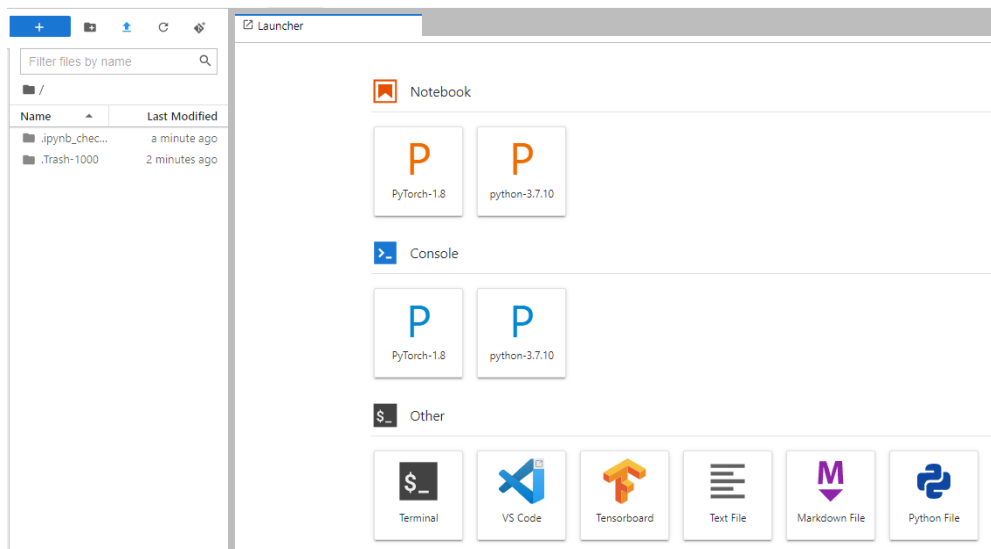 +
Launcher
Filter files by name
/
Name Last Modified
.ipynb_chec... a minute ago
.Trash-1000 2 minutes ago
Notebook
P P
PyTorch-1.8 python-3.7.10
>_ Console
P P
PyTorch-1.8 python-3.7.10
$_ Other
$_ M
Terminal VS Code Tensorboard Text File Markdown File Python File